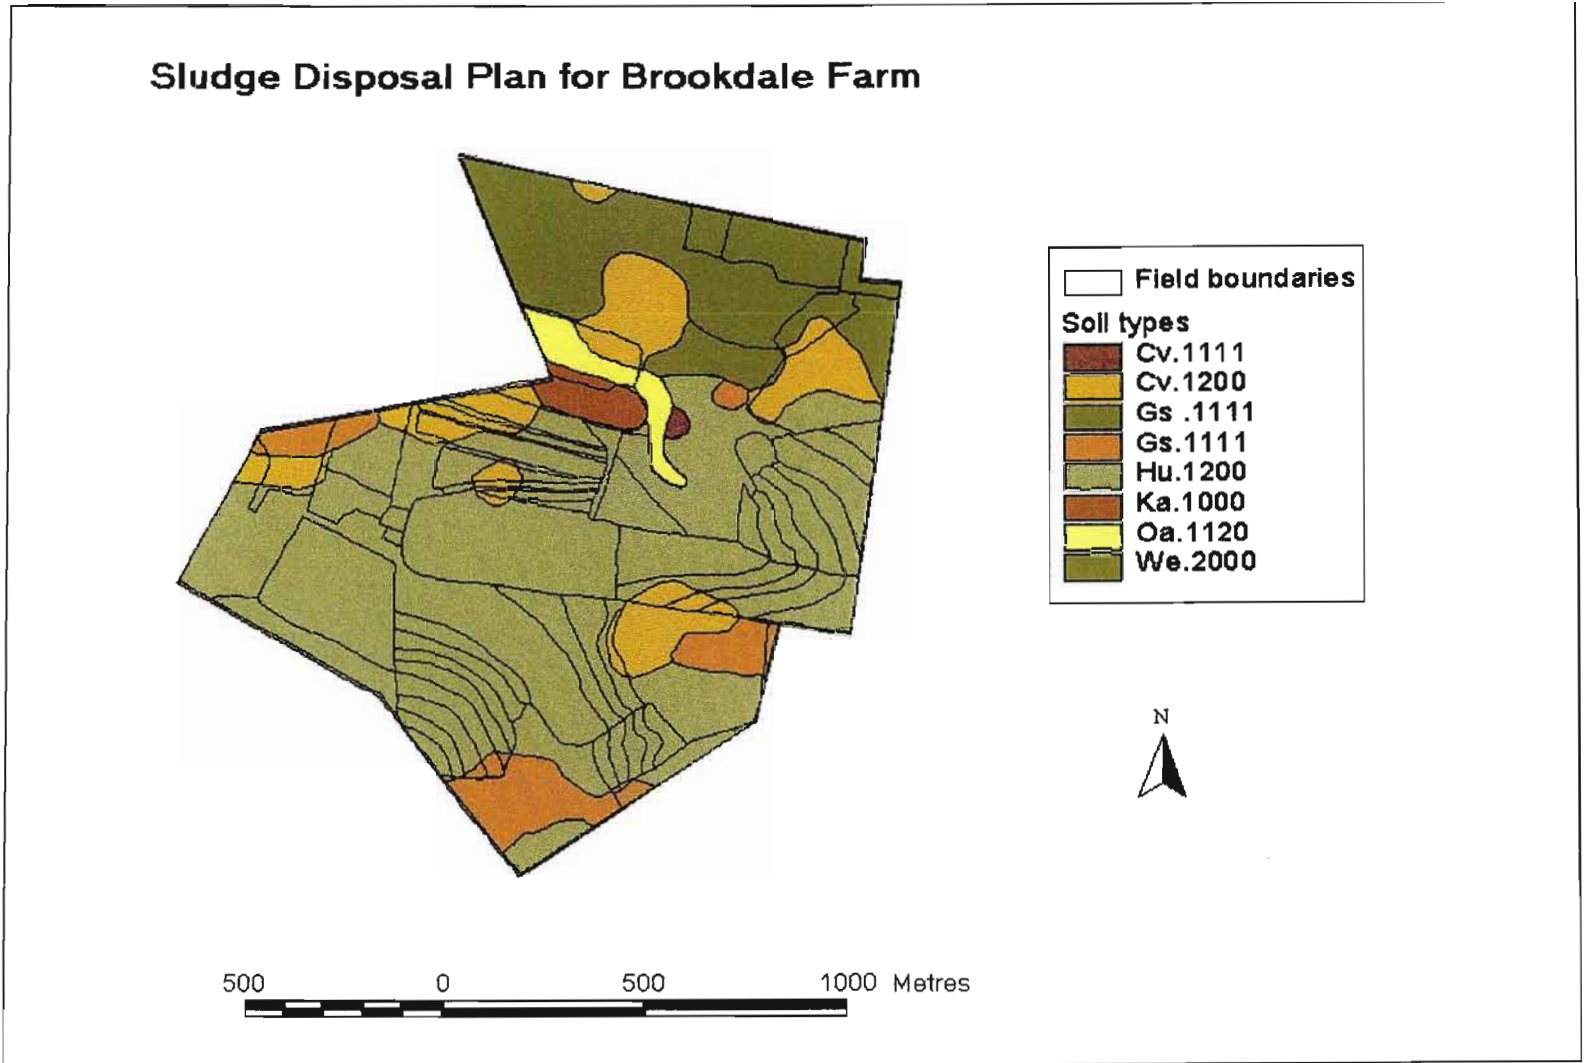 Sludge Disposal Plan for Brookdale Farm
Field boundaries
Soil types
Cv.1111
Cv.1200
Gs .1111
Gs.1111
Hu.1200
Ka.1000
Oa.1120
We.2000
N
500 0 500 1000 Metres